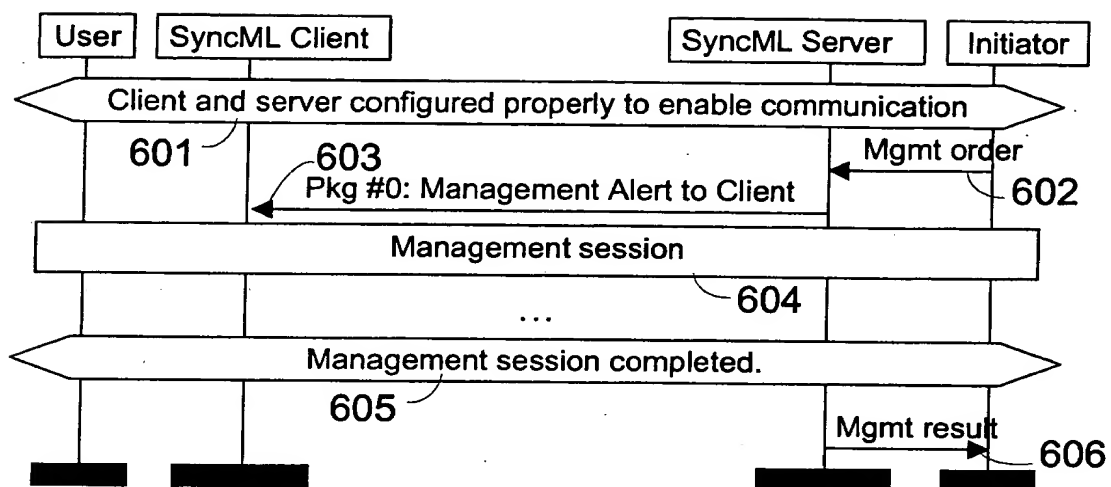 User
SyncML Client
SyncML Server
Initiator
Client and server configured properly to enable communication
601
603
Mgmt order
602
Pkg #0: Management Alert to Client
Management session
604
...
Management session completed.
605
Mgmt result
606